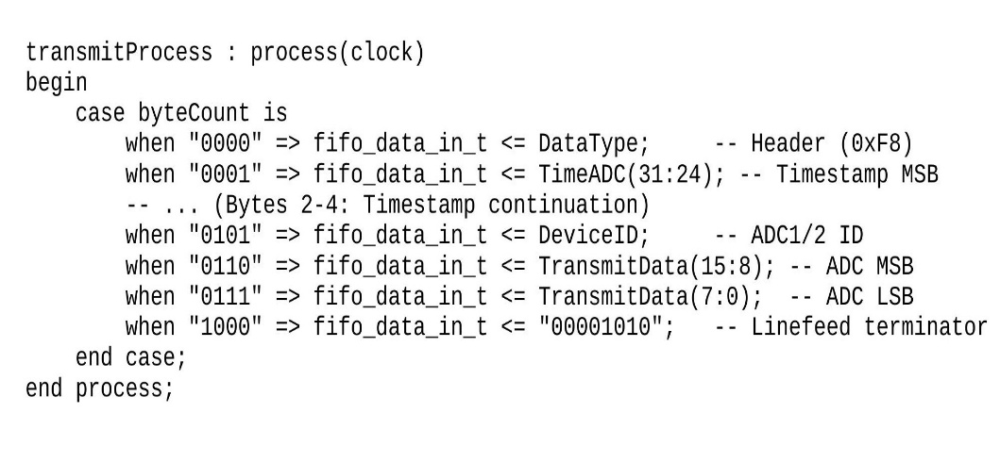 transmitProcess : process(clock)
begin
    case byteCount is
        when "0000" => fifo_data_in_t <= DataType;     -- Header (0xF8)
        when "0001" => fifo_data_in_t <= TimeADC(31:24); -- Timestamp MSB
        -- ... (Bytes 2-4: Timestamp continuation)
        when "0101" => fifo_data_in_t <= DeviceID;     -- ADC1/2 ID
        when "0110" => fifo_data_in_t <= TransmitData(15:8); -- ADC MSB
        when "0111" => fifo_data_in_t <= TransmitData(7:0);  -- ADC LSB
        when "1000" => fifo_data_in_t <= "00001010";   -- Linefeed terminator
    end case;
end process;